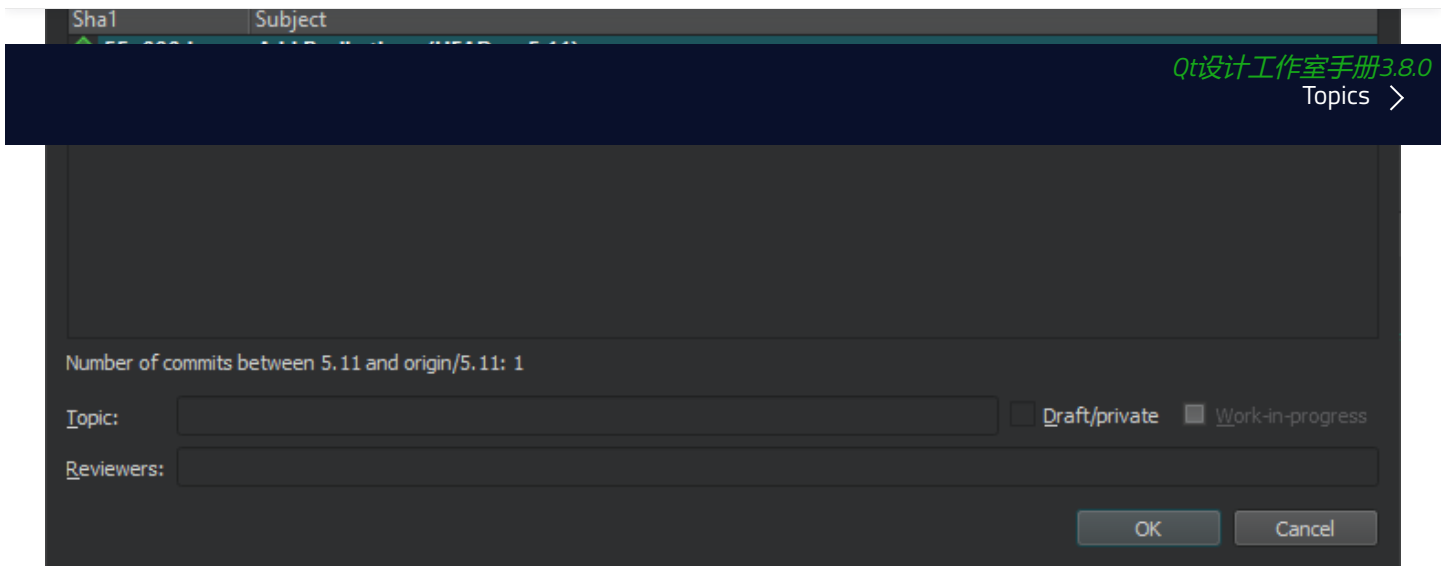 Sha1 Subject
Qt设计工作室手册3.8.0
Topics
Number of commits between 5.11 and origin/5.11: 1
Topic: Draft/private Work-in-progress
Reviewers:
OK Cancel